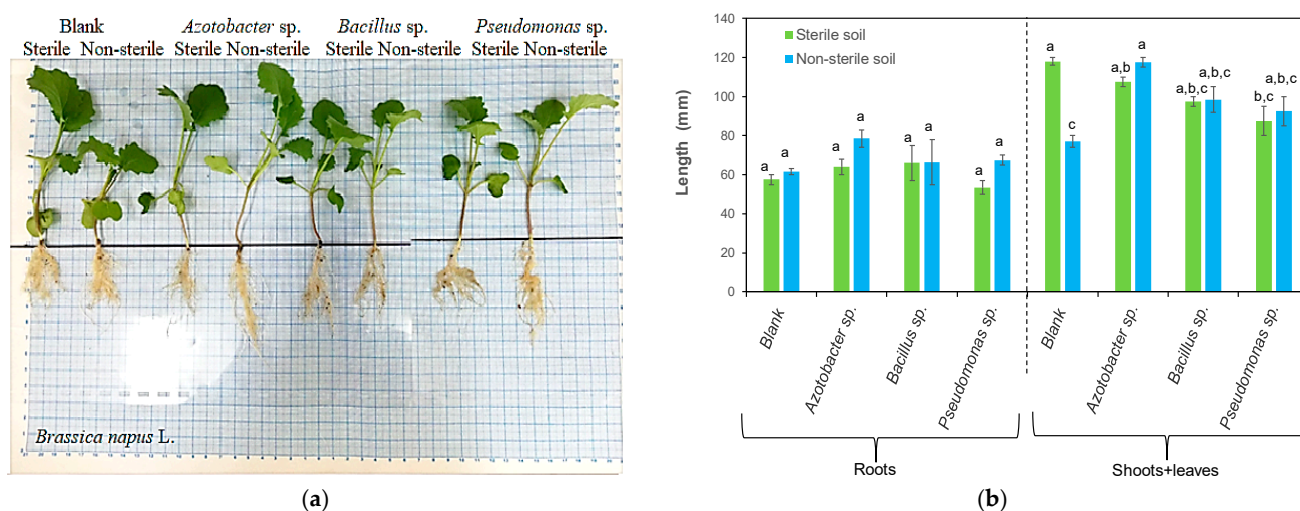 Blank Azotobacter sp. Bacillus sp. Pseudomonas sp.
Sterile Non-sterile Sterile Non-sterile Sterile Non-sterile Sterile Non-sterile
Brassica napus L.
(a)
Length (mm)
140
120
100
80
60
40
20
0
Sterile soil
Non-sterile soil
a a a a a a a a a c a,b a a,b,c a,b,c b,c a,b,c
Blank Azotobacter sp. Bacillus sp. Pseudomonas sp. Blank Azotobacter sp. Bacillus sp. Pseudomonas sp.
Roots Shoots+leaves
(b)